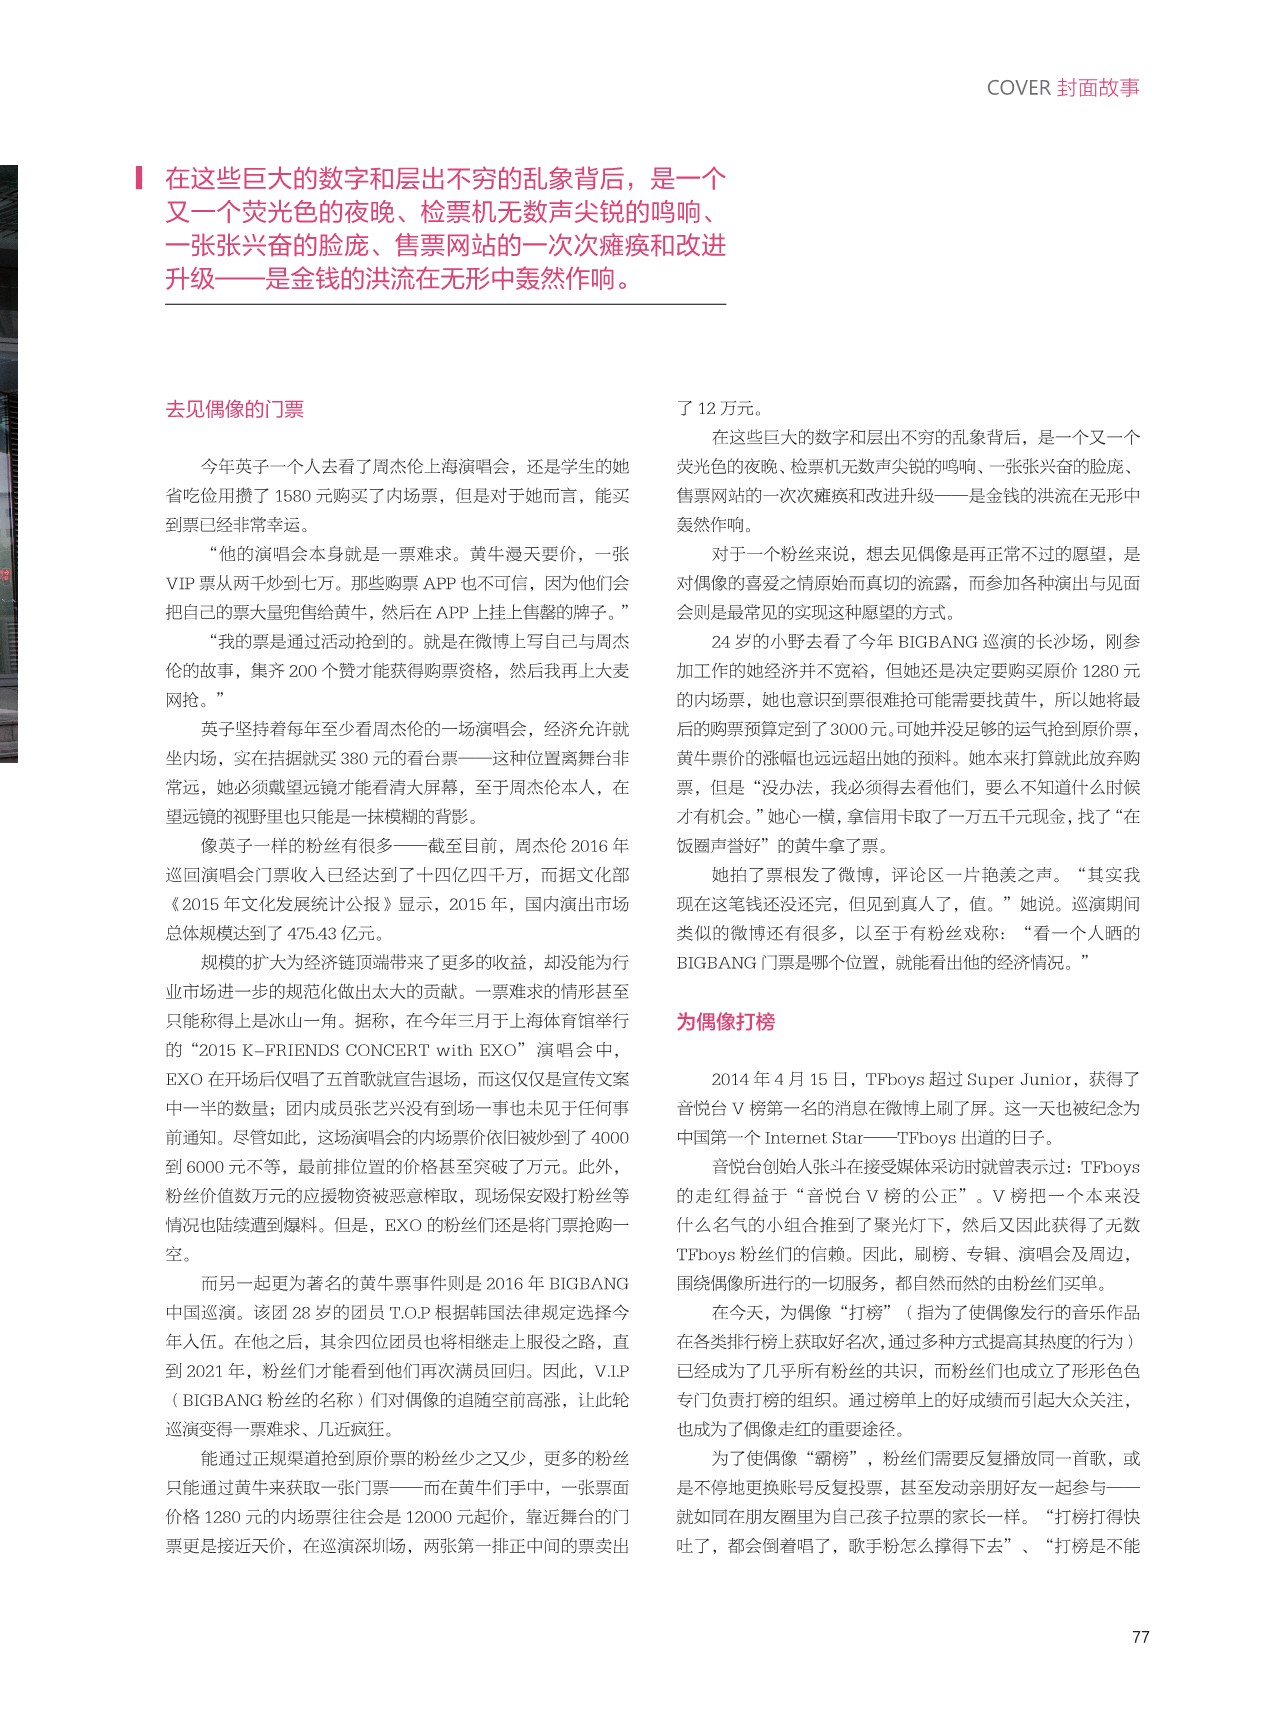 COVER 封面故事
在这些巨大的数字和层出不穷的乱象背后，是一个
又一个荧光色的夜晚、检票机无数声尖锐的鸣响、
一张张兴奋的脸庞、售票网站的一次次瘫痪和改进
升级——是金钱的洪流在无形中轰然作响。
去见偶像的门票
今年英子一个人去看了周杰伦上海演唱会，还是学生的她
省吃俭用攒了 1580 元购买了内场票，但是对于她而言，能买
到票已经非常幸运。
“他的演唱会本身就是一票难求。黄牛漫天要价，一张
VIP 票从两千炒到七万。那些购票 APP 也不可信，因为他们会
把自己的票大量兜售给黄牛，然后在 APP 上挂上售罄的牌子。”
“我的票是通过活动抢到的。就是在微博上写自己与周杰
伦的故事，集齐 200 个赞才能获得购票资格，然后我再上大麦
网抢。”
英子坚持着每年至少看周杰伦的一场演唱会，经济允许就
坐内场，实在拮据就买 380 元的看台票——这种位置离舞台非
常远，她必须戴望远镜才能看清大屏幕，至于周杰伦本人，在
望远镜的视野里也只能是一抹模糊的背影。
像英子一样的粉丝有很多——截至目前，周杰伦 2016 年
巡回演唱会门票收入已经达到了十四亿四千万，而据文化部
《2015 年文化发展统计公报》显示，2015 年，国内演出市场
总体规模达到了 475.43 亿元。
规模的扩大为经济链顶端带来了更多的收益，却没能为行
业市场进一步的规范化做出太大的贡献。一票难求的情形甚至
只能称得上是冰山一角。据称，在今年三月于上海体育馆举行
的“2015 K-FRIENDS CONCERT with EXO”演唱会中，
EXO 在开场后仅唱了五首歌就宣告退场，而这仅仅是宣传文案
中一半的数量；团内成员张艺兴没有到场一事也未见于任何事
前通知。尽管如此，这场演唱会的内场票价依旧被炒到了 4000
到 6000 元不等，最前排位置的价格甚至突破了万元。此外，
粉丝价值数万元的应援物资被恶意榨取，现场保安殴打粉丝等
情况也陆续遭到爆料。但是，EXO 的粉丝们还是将门票抢购一
空。
而另一起更为著名的黄牛票事件则是 2016 年 BIGBANG
中国巡演。该团 28 岁的团员 T.O.P 根据韩国法律规定选择今
年入伍。在他之后，其余四位团员也将相继走上服役之路，直
到 2021 年，粉丝们才能看到他们再次满员回归。因此，V.I.P
（BIGBANG 粉丝的名称）们对偶像的追随空前高涨，让此轮
巡演变得一票难求、几近疯狂。
能通过正规渠道抢到原价票的粉丝少之又少，更多的粉丝
只能通过黄牛来获取一张门票——而在黄牛们手中，一张票面
价格 1280 元的内场票往往会是 12000 元起价，靠近舞台的门
票更是接近天价，在巡演深圳场，两张第一排正中间的票卖出
了 12 万元。
在这些巨大的数字和层出不穷的乱象背后，是一个又一个
荧光色的夜晚、检票机无数声尖锐的鸣响、一张张兴奋的脸庞、
售票网站的一次次瘫痪和改进升级——是金钱的洪流在无形中
轰然作响。
对于一个粉丝来说，想去见偶像是再正常不过的愿望，是
对偶像的喜爱之情原始而真切的流露，而参加各种演出与见面
会则是最常见的实现这种愿望的方式。
24 岁的小野去看了今年 BIGBANG 巡演的长沙场，刚参
加工作的她经济并不宽裕，但她还是决定要购买原价 1280 元
的内场票，她也意识到票很难抢可能需要找黄牛，所以她将最
后的购票预算定到了 3000 元。可她并没足够的运气抢到原价票，
黄牛票价的涨幅也远远超出她的预料。她本来打算就此放弃购
票，但是“没办法，我必须得去看他们，要么不知道什么时候
才有机会。”她心一横，拿信用卡取了一万五千元现金，找了“在
饭圈声誉好”的黄牛拿了票。
她拍了票根发了微博，评论区一片艳羡之声。“其实我
现在这笔钱还没还完，但见到真人了，值。”她说。巡演期间
类似的微博还有很多，以至于有粉丝戏称：“看一个人晒的
BIGBANG 门票是哪个位置，就能看出他的经济情况。”
为偶像打榜
2014 年 4 月 15 日，TFboys 超过 Super Junior，获得了
音悦台 V 榜第一名的消息在微博上刷了屏。这一天也被纪念为
中国第一个 Internet Star——TFboys 出道的日子。
音悦台创始人张斗在接受媒体采访时就曾表示过：TFboys
的走红得益于“音悦台 V 榜的公正”。V 榜把一个本来没
什么名气的小组合推到了聚光灯下，然后又因此获得了无数
TFboys 粉丝们的信赖。因此，刷榜、专辑、演唱会及周边，
围绕偶像所进行的一切服务，都自然而然的由粉丝们买单。
在今天，为偶像“打榜”（指为了使偶像发行的音乐作品
在各类排行榜上获取好名次，通过多种方式提高其热度的行为）
已经成为了几乎所有粉丝的共识，而粉丝们也成立了形形色色
专门负责打榜的组织。通过榜单上的好成绩而引起大众关注，
也成为了偶像走红的重要途径。
为了使偶像“霸榜”，粉丝们需要反复播放同一首歌，或
是不停地更换账号反复投票，甚至发动亲朋好友一起参与——
就如同在朋友圈里为自己孩子拉票的家长一样。“打榜打得快
吐了，都会倒着唱了，歌手粉怎么撑得下去”、“打榜是不能
77